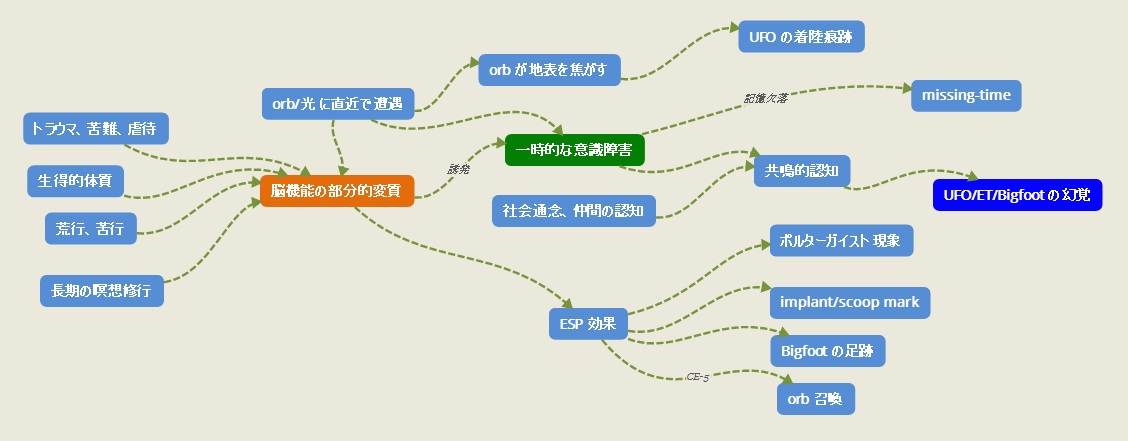 UFO の着陸痕跡
orb が地表を焦がす
orb/光 に直近で遭遇
記憶欠落
missing-time
トラウマ、苦難、虐待
一時的な意識障害
誘発
共鳴的認知
生得的体質
脳機能の部分的変質
UFO/ET/Bigfoot の幻覚
社会通念、仲間の認知
荒行、苦行
ポルターガイスト 現象
長期の瞑想修行
implant/scoop mark
ESP 効果
Bigfoot の足跡
CE-5
orb 召喚